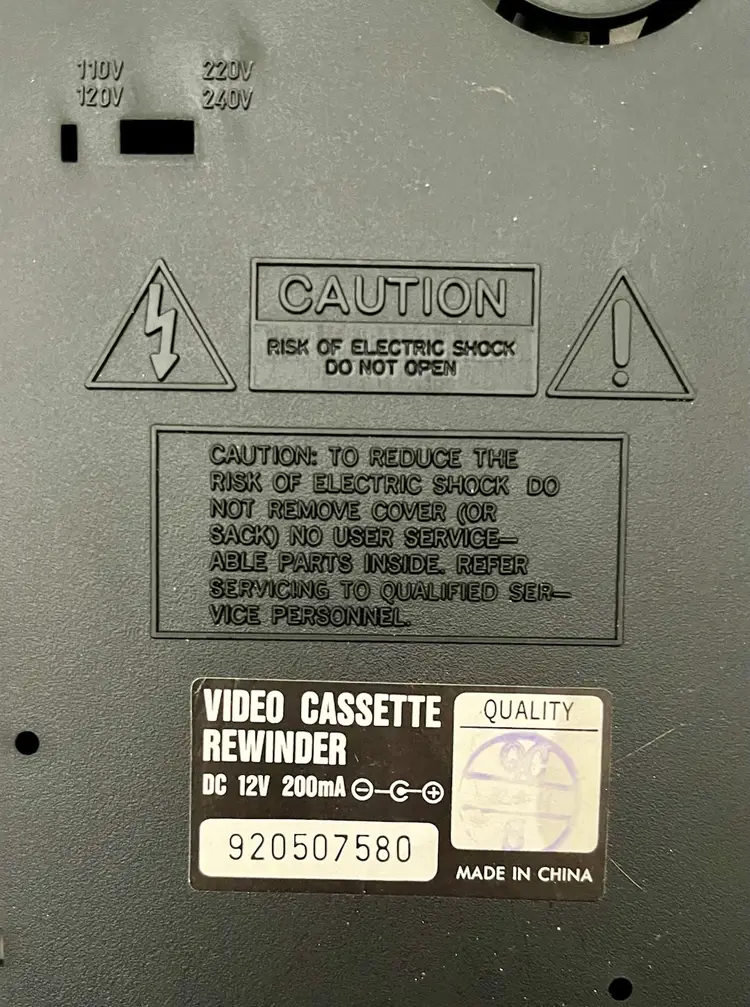 110V 220V
120V 240V
CAUTION
RISK OF ELECTRIC SHOCK
DO NOT OPEN
CAUTION: TO REDUCE THE
RISK OF ELECTRIC SHOCK DO
NOT REMOVE COVER (OR
SACK) NO USER SERVICE-
ABLE PARTS INSIDE. REFER
SERVICING TO QUALIFIED SER-
VICE PERSONNEL.
VIDEO CASSETTE
REWINDER
DC 12V 200mA
920507580
QUALITY
QC
MADE IN CHINA